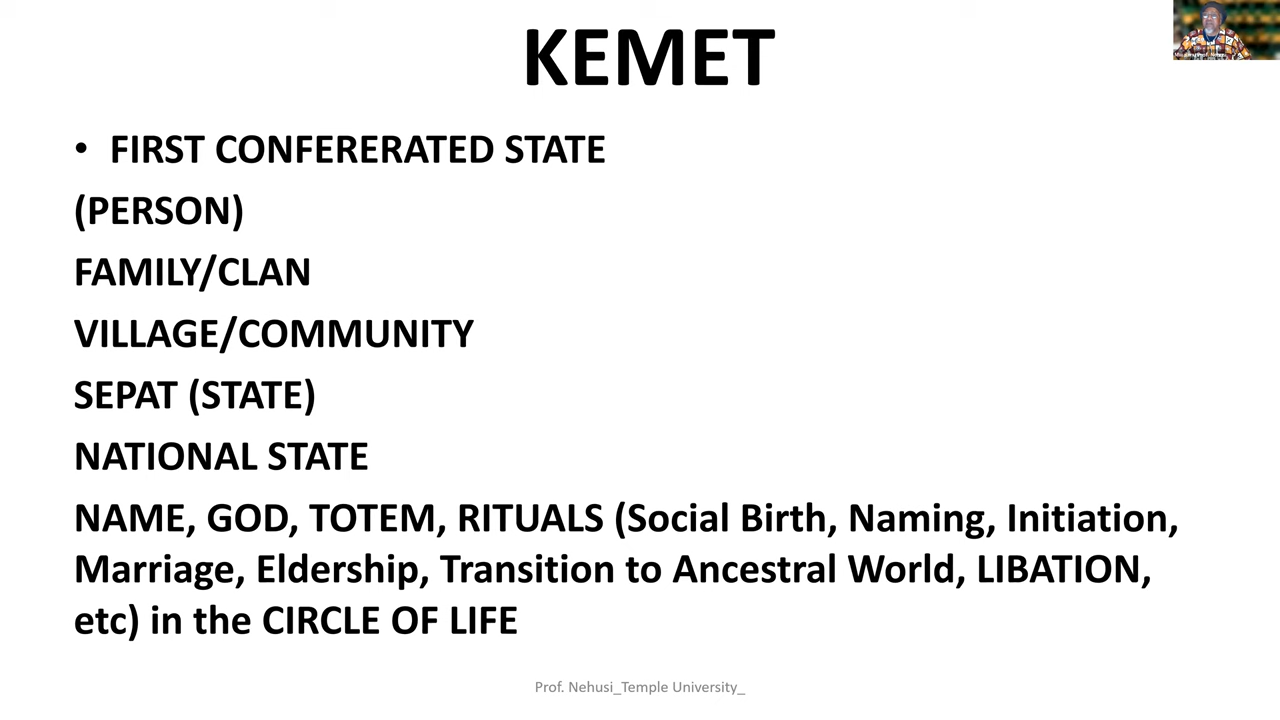 KEMET
• FIRST CONFERERATED STATE
(PERSON)
FAMILY/CLAN
VILLAGE/COMMUNITY
SEPAT (STATE)
NATIONAL STATE
NAME, GOD, TOTEM, RITUALS (Social Birth, Naming, Initiation,
Marriage, Eldership, Transition to Ancestral World, LIBATION,
etc) in the CIRCLE OF LIFE
Prof. Nehusi_Temple University_